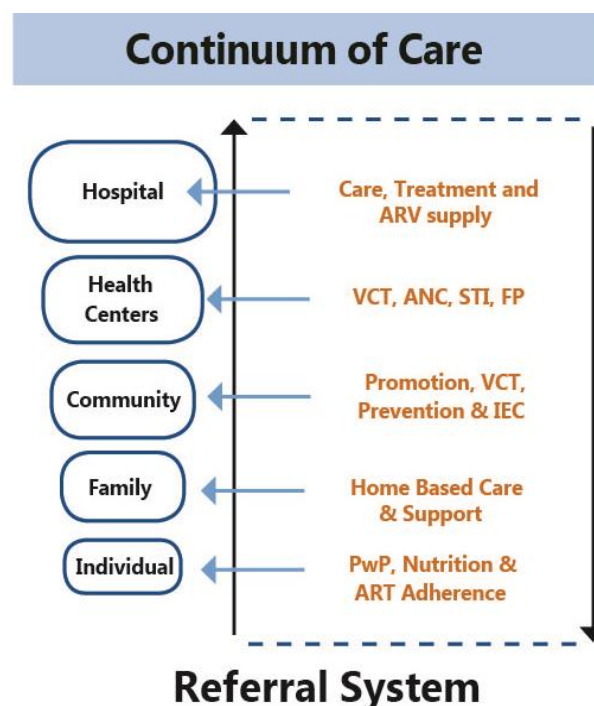 Continuum of Care
Hospital
Care, Treatment and
ARV supply
Health
Centers
VCT, ANC, STI, FP
Community
Promotion, VCT,
Prevention & IEC
Family
Home Based Care
& Support
Individual
PwP, Nutrition &
ART Adherence
Referral System